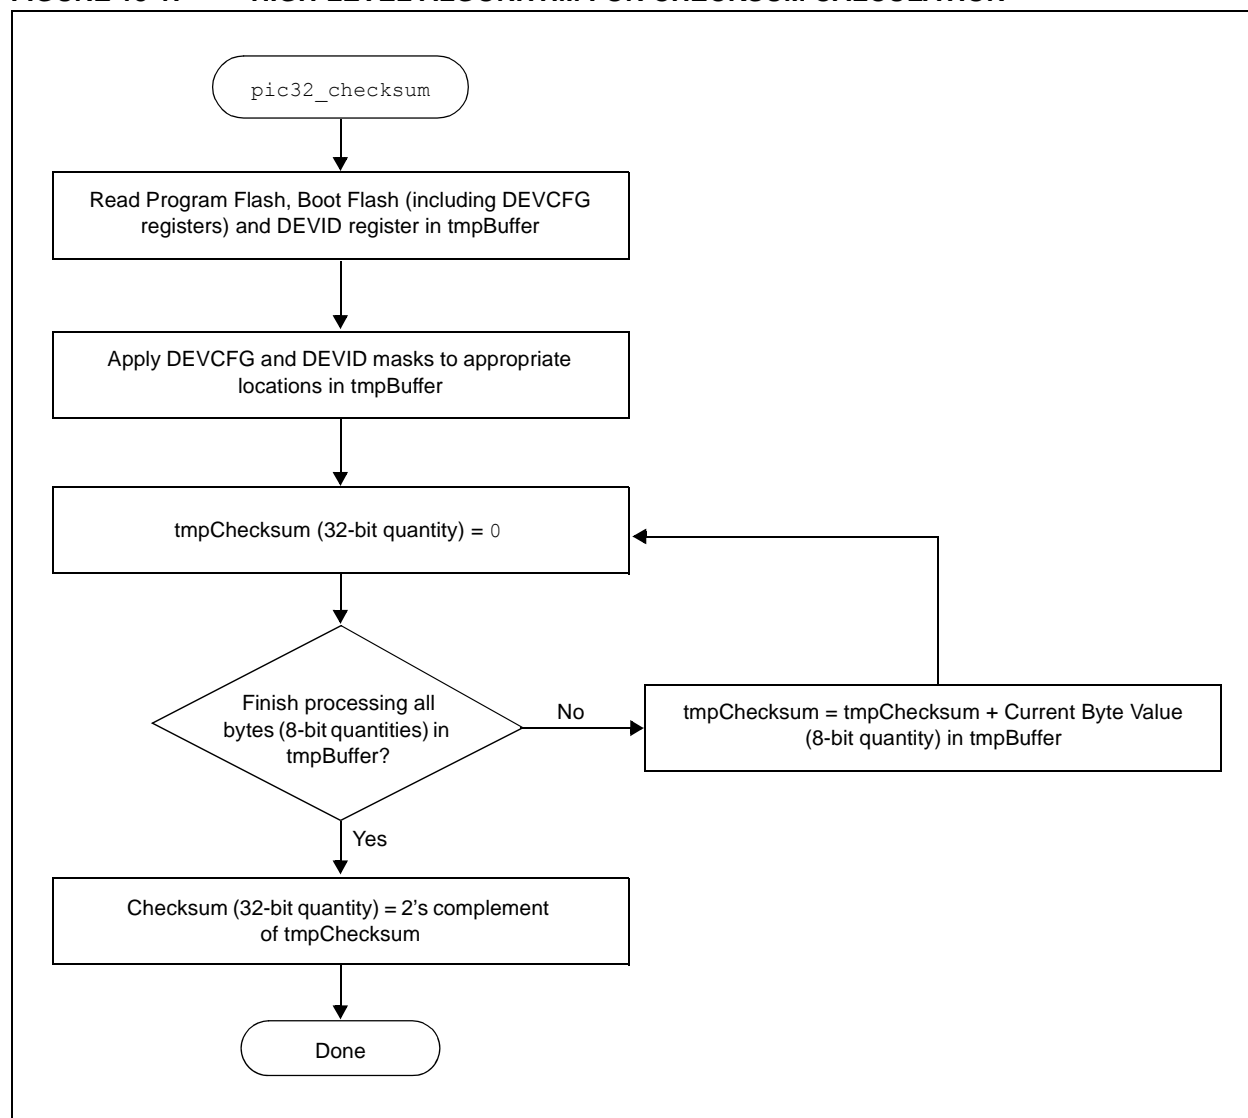 pic32_checksum
Read Program Flash, Boot Flash (including DEVCFG
registers) and DEVID register in tmpBuffer
Apply DEVCFG and DEVID masks to appropriate
locations in tmpBuffer
tmpChecksum (32-bit quantity) = 0
Finish processing all
bytes (8-bit quantities) in
tmpBuffer?
No
tmpChecksum = tmpChecksum + Current Byte Value
(8-bit quantity) in tmpBuffer
Yes
Checksum (32-bit quantity) = 2's complement
of tmpChecksum
Done